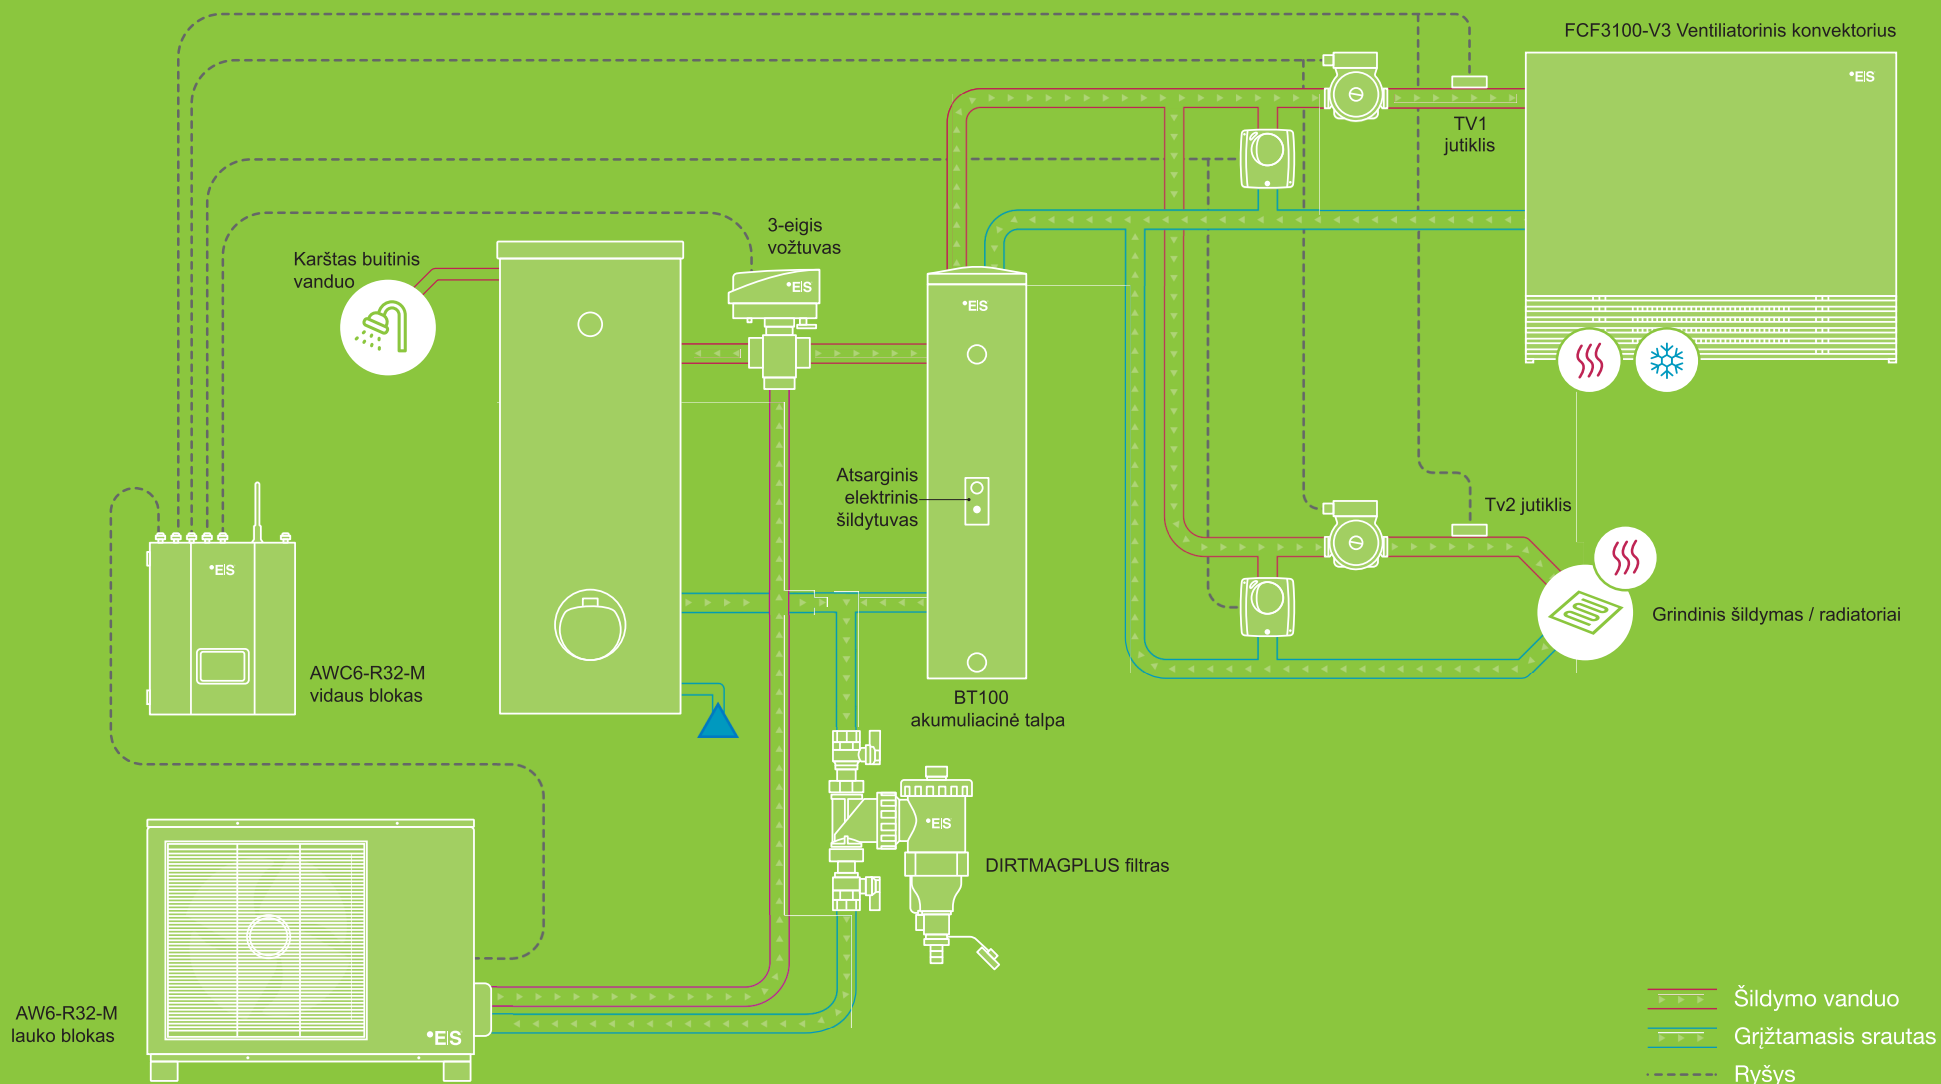 FCF3100-V3 Ventiliatorinis konvektorius
E|S
TV1
jutiklis
3-eigis
vožtuvas
E|S
Karštas buitinis
vanduo
E|S
Atsarginis
elektrinis
šildytuvas
Tv2 jutiklis
E|S
Grindinis šildymas / radiatoriai
AWC6-R32-M
vidaus blokas
BT100
akumuliacinė talpa
E|S
DIRTMAGPLUS filtras
AW6-R32-M
lauko blokas
E|S
Šildymo vanduo
Grįžtamasis srautas
Ryšys